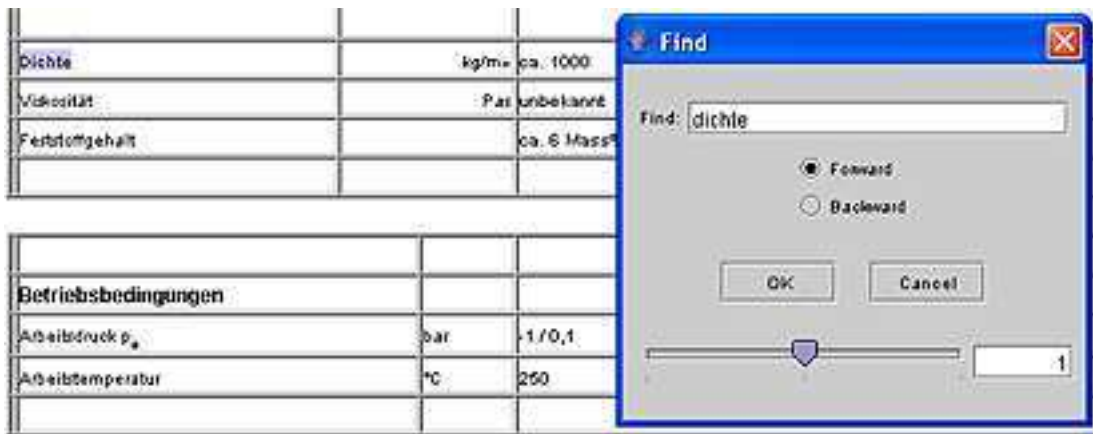 Dichte kg/m³ ca. 1000
Viskosität Pas unbekannt
Feststoffgehalt ca. 6 Mass
Betriebsbedingungen
Arbeitsdruck pₑ bar -1 / 0,1
Arbeitstemperatur °C 250
Find
Find: dichte
Forward
Backward
OK Cancel
1